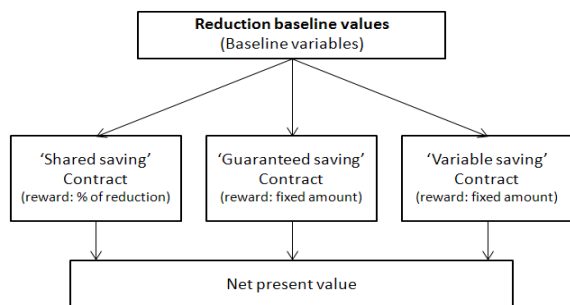 Reduction baseline values
(Baseline variables)
‘Shared saving’
Contract
(reward: % of reduction)
‘Guaranteed saving’
Contract
(reward: fixed amount)
‘Variable saving’
Contract
(reward: fixed amount)
Net present value